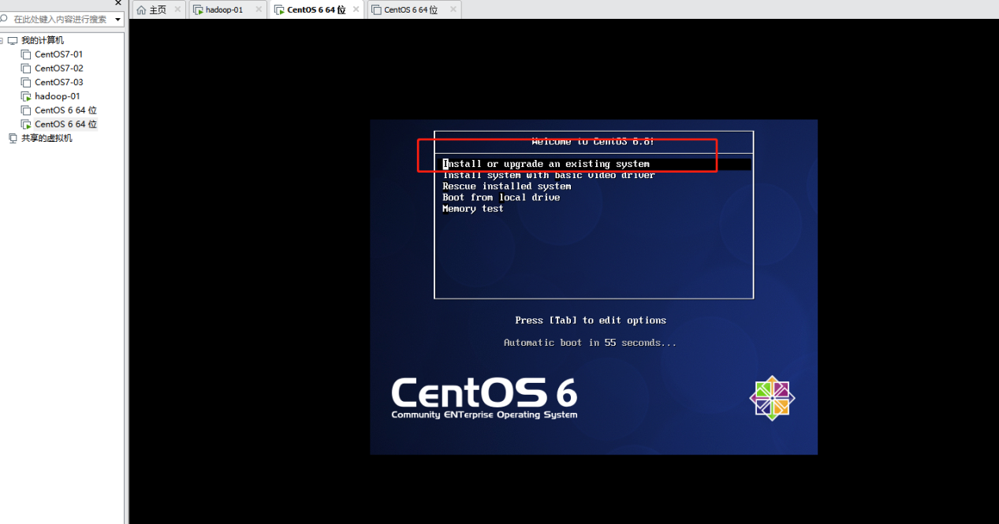 主页
hadoop-01
CentOS 6 64 位
CentOS 6 64 位
在此处键入内容进行搜索
我的计算机
CentOS7-01
CentOS7-02
CentOS7-03
hadoop-01
CentOS 6 64 位
CentOS 6 64 位
共享的虚拟机
Welcome to CentOS 6.8!
Install or upgrade an existing system
Install system with basic video driver
Rescue installed system
Boot from local drive
Memory test
Press [Tab] to edit options
Automatic boot in 55 seconds...
CentOS 6
Community ENTerprise Operating System